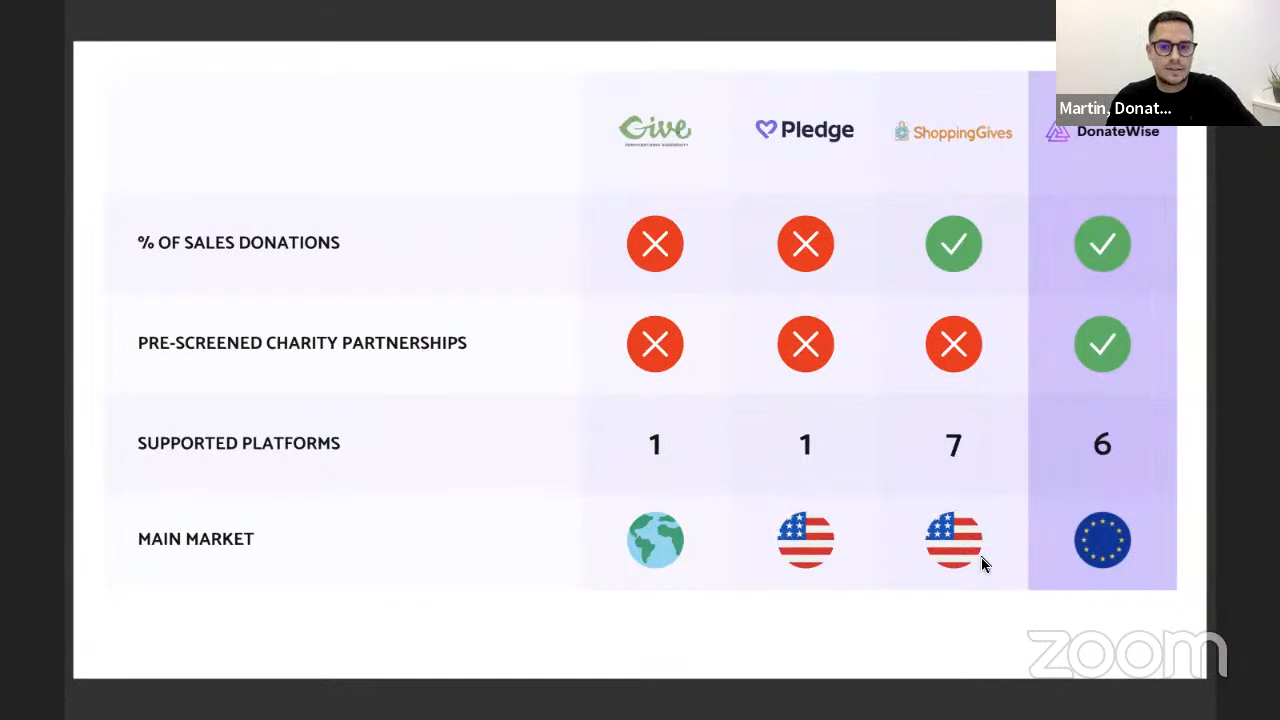 Martin, Donat...
Give
Pledge
ShoppingGives
DonateWise
% OF SALES DONATIONS
PRE-SCREENED CHARITY PARTNERSHIPS
SUPPORTED PLATFORMS
1
1
7
6
MAIN MARKET
zoom